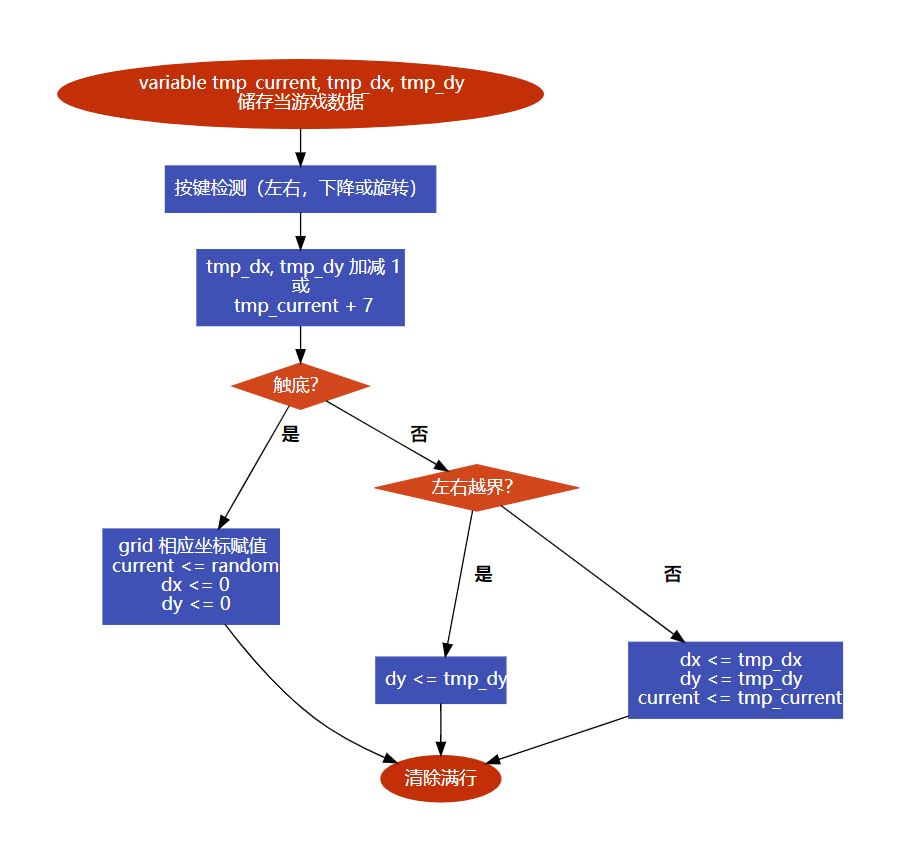 variable tmp_current, tmp_dx, tmp_dy
储存当游戏数据
按键检测（左右，下降或旋转）
tmp_dx, tmp_dy 加减 1
或
tmp_current + 7
触底?
是
否
左右越界?
grid 相应坐标赋值
current <= random
dx <= 0
dy <= 0
是
否
dy <= tmp_dy
dx <= tmp_dx
dy <= tmp_dy
current <= tmp_current
清除满行